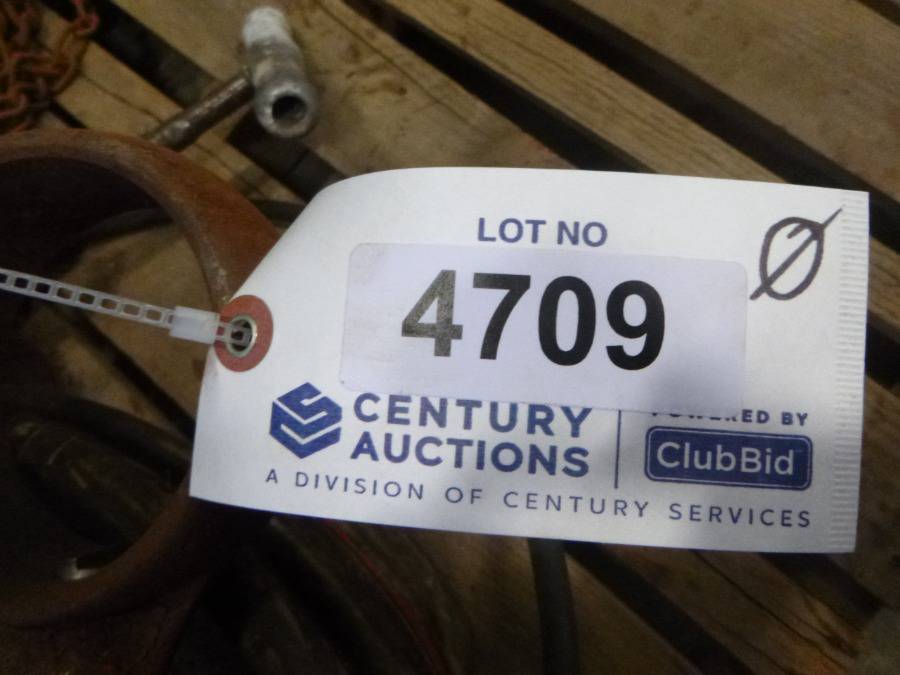 LOT NO
Ø
4709
CENTURY
AUCTIONS
POWERED BY
ClubBid
A DIVISION OF CENTURY SERVICES